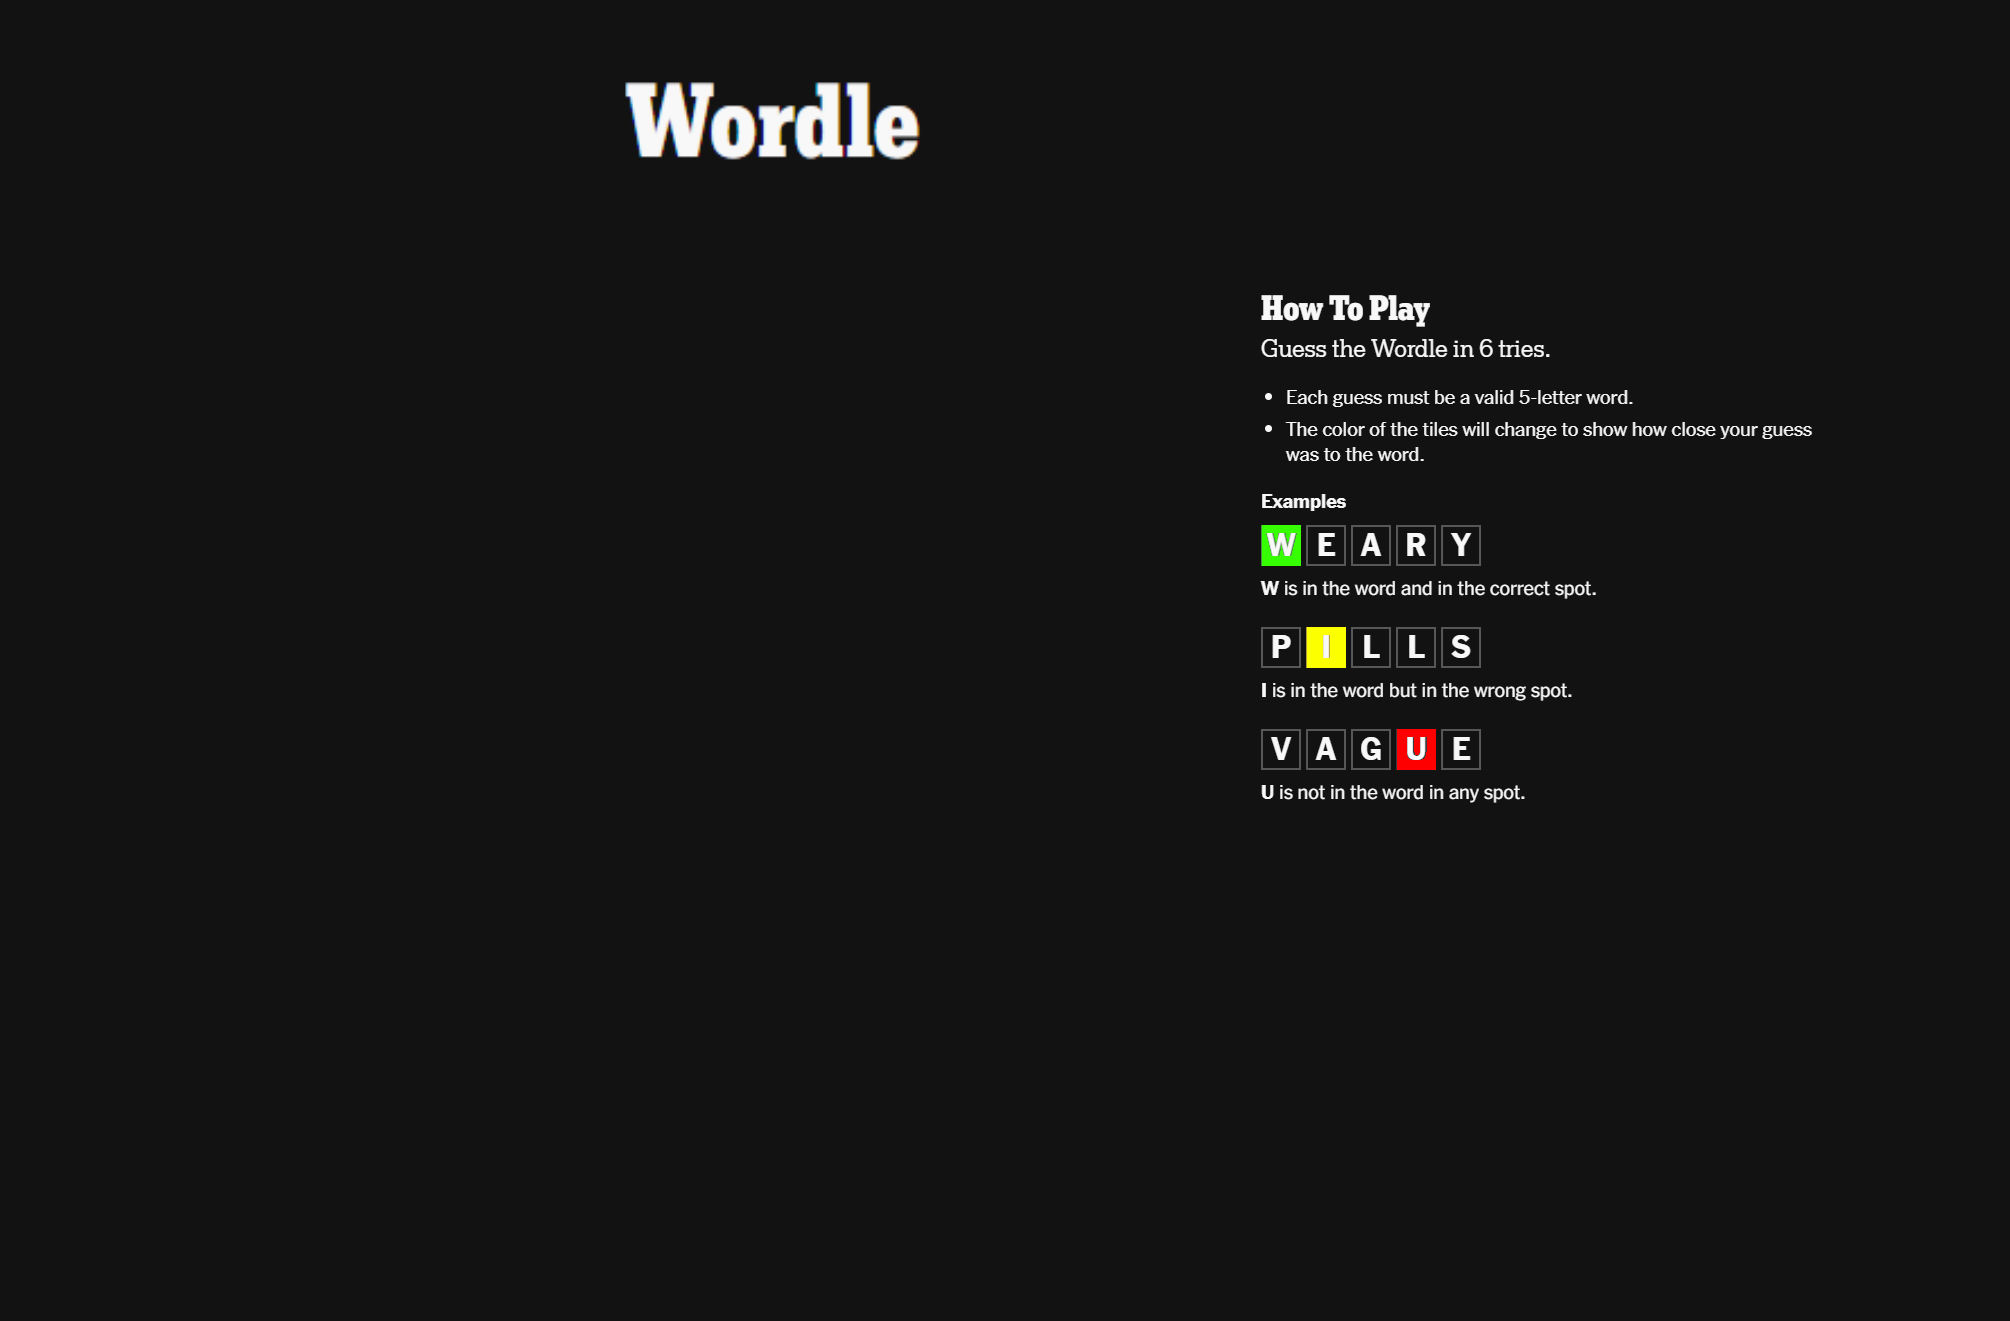 Wordle
How To Play
Guess the Wordle in 6 tries.
• Each guess must be a valid 5-letter word.
• The color of the tiles will change to show how close your guess
was to the word.
Examples
W E A R Y
W is in the word and in the correct spot.
P I L L S
I is in the word but in the wrong spot.
V A G U E
U is not in the word in any spot.